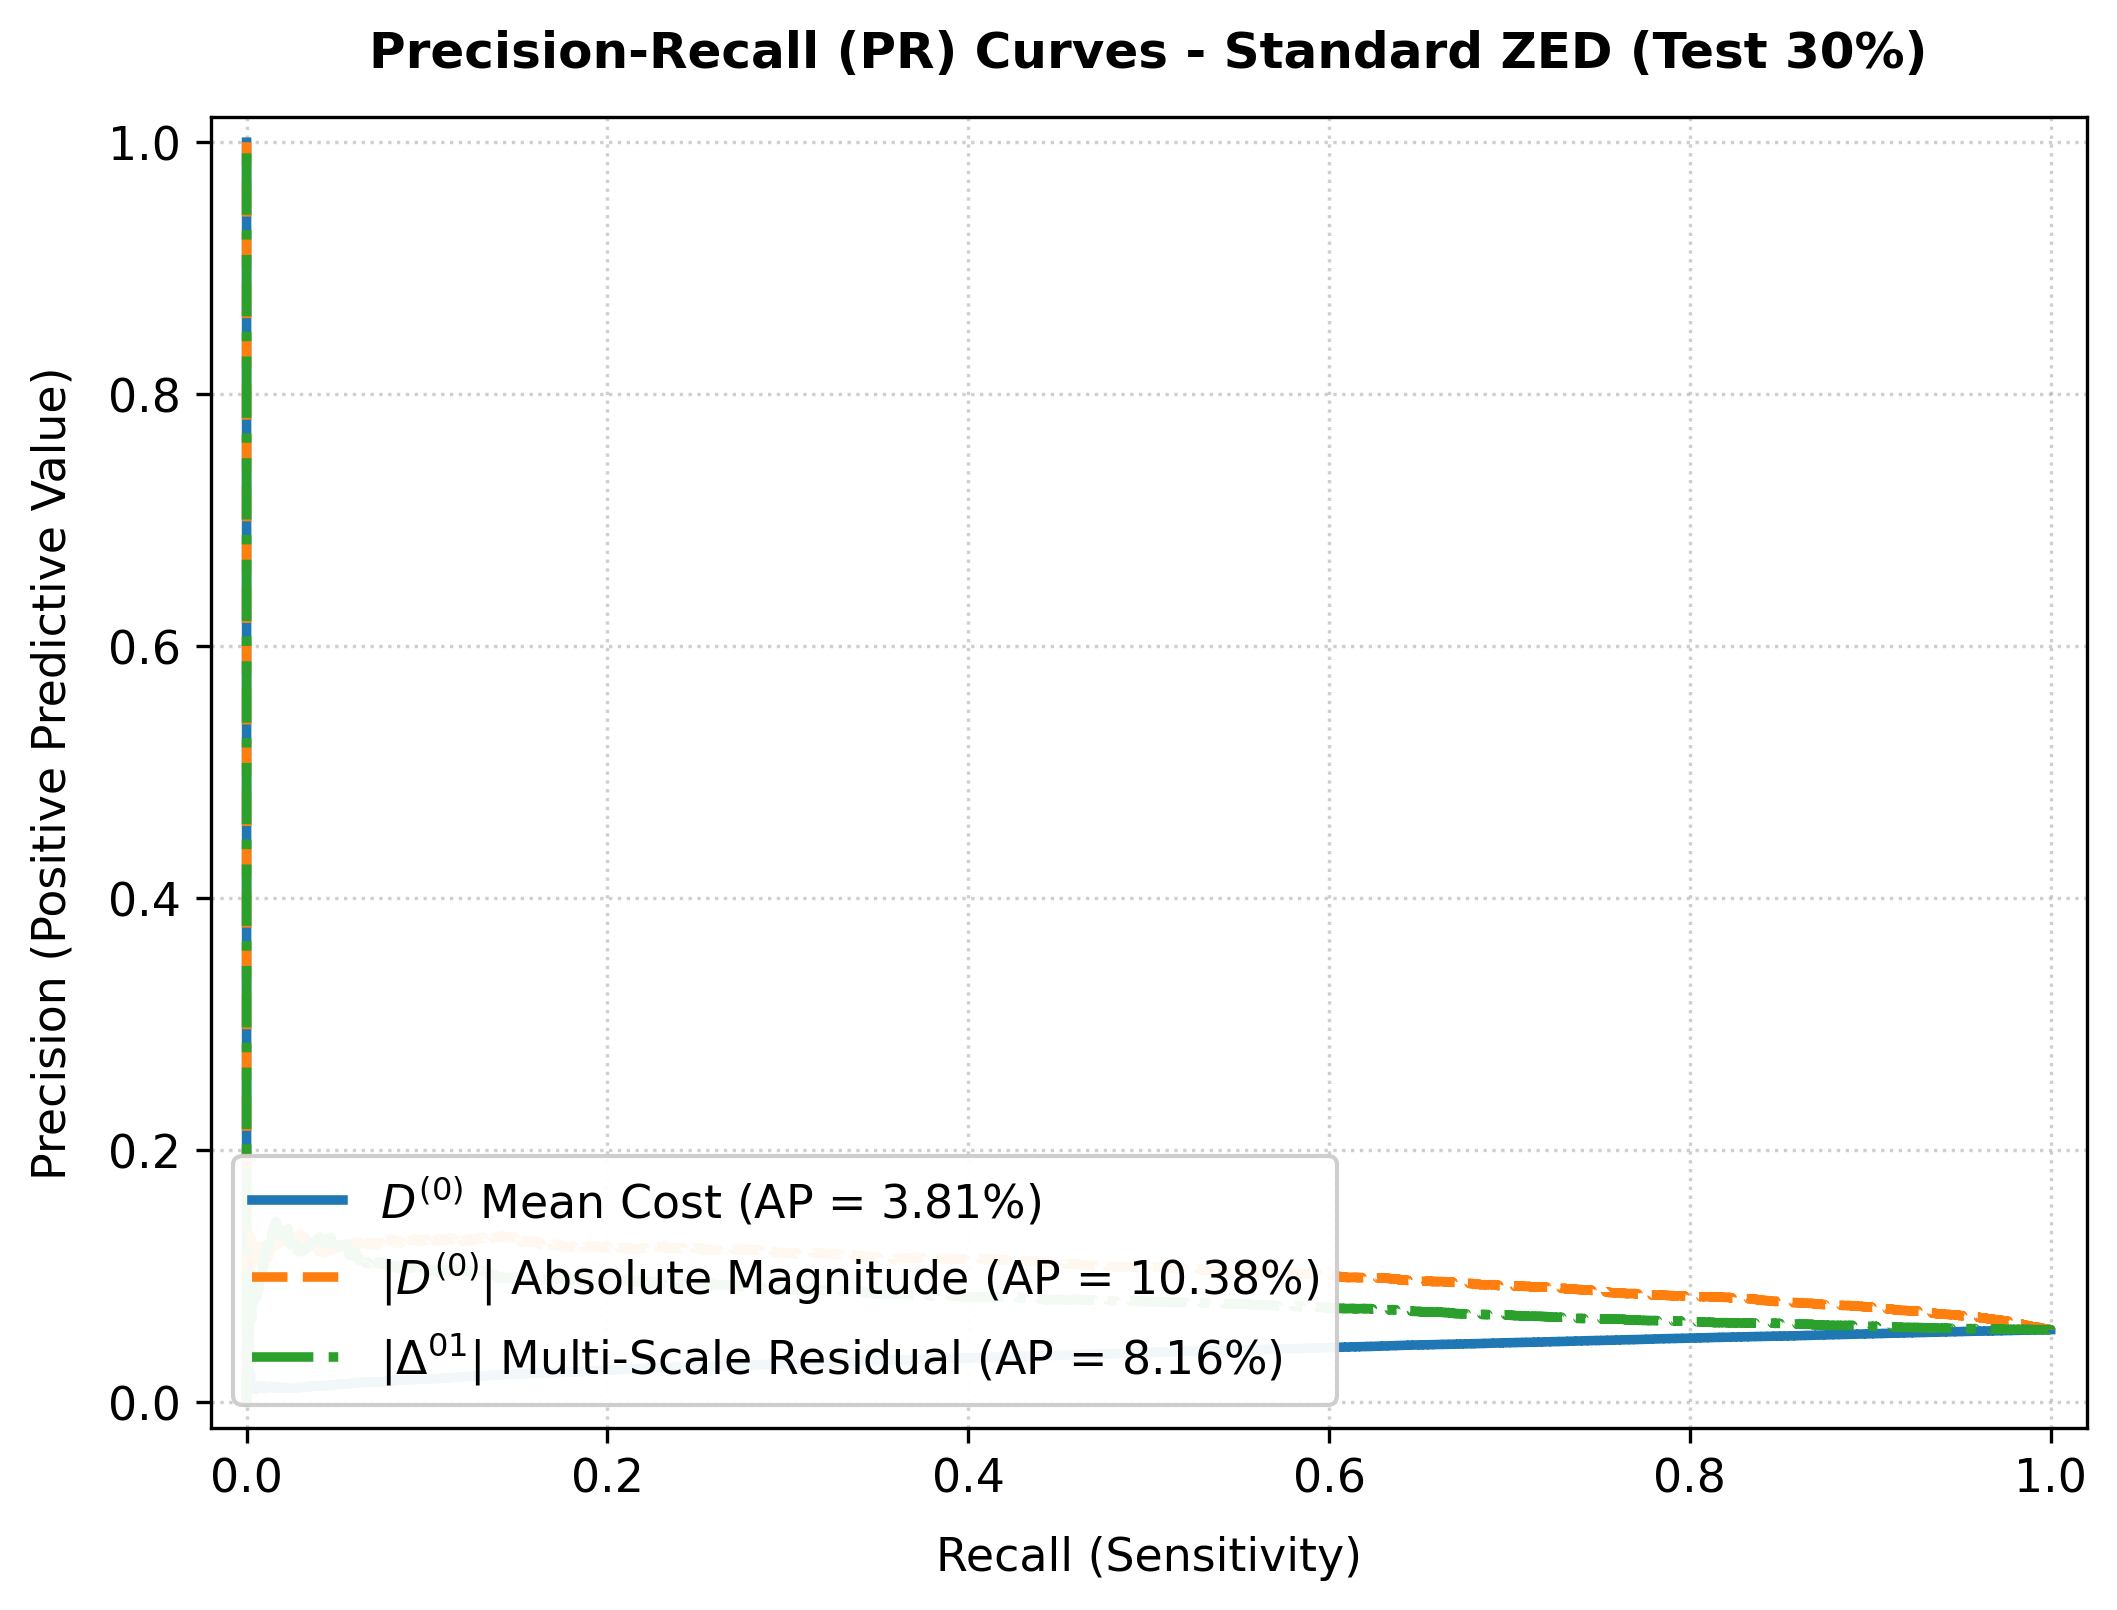 Precision-Recall (PR) Curves - Standard ZED (Test 30%)
Precision (Positive Predictive Value)
1.0
0.8
0.6
0.4
0.2
0.0
D⁽⁰⁾ Mean Cost (AP = 3.81%)
|D⁽⁰⁾| Absolute Magnitude (AP = 10.38%)
|Δ⁰¹| Multi-Scale Residual (AP = 8.16%)
0.0 0.2 0.4 0.6 0.8 1.0
Recall (Sensitivity)